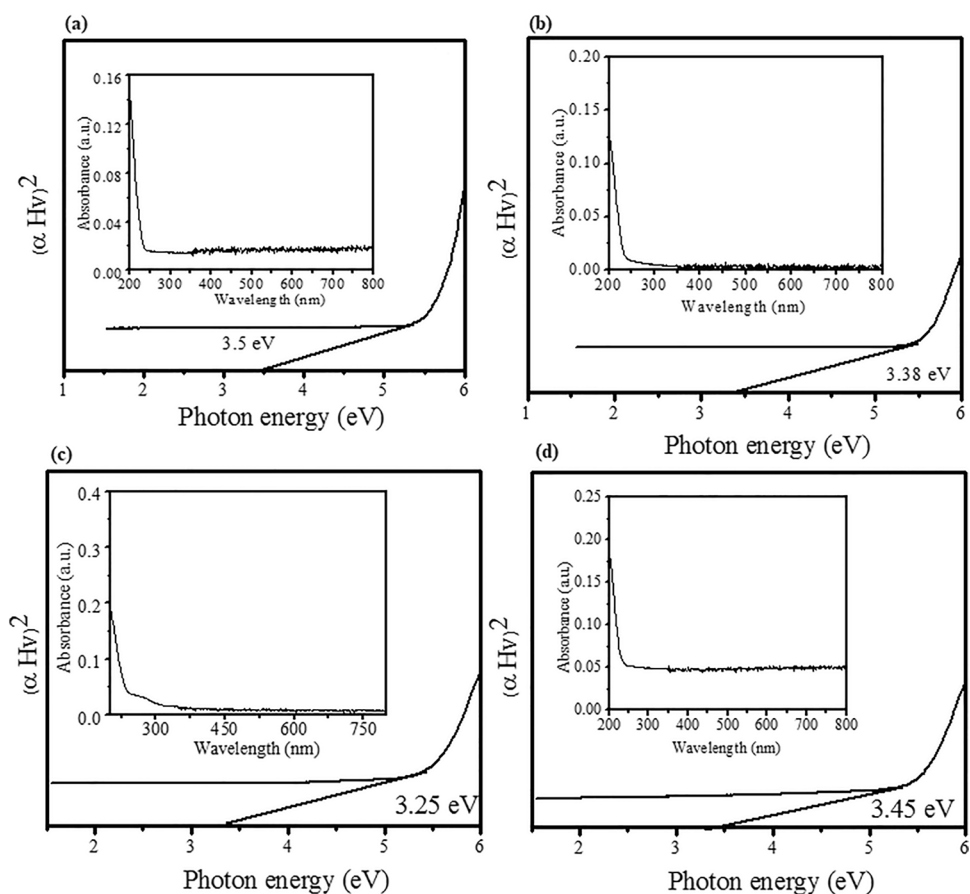 (a)
(α Hv)2
0.16
0.12
0.08
0.04
0.00
Absorbance (a.u.)
200 300 400 500 600 700 800
Wavelength (nm)
3.5 eV
1 2 3 4 5 6
Photon energy (eV)
(b)
(α Hv)2
0.20
0.15
0.10
0.05
0.00
Absorbance (a.u.)
200 300 400 500 600 700 800
Wavelength (nm)
3.38 eV
1 2 3 4 5 6
Photon energy (eV)
(c)
(α Hv)2
0.4
0.3
0.2
0.1
0.0
Absorbance (a.u.)
300 450 600 750
Wavelength (nm)
3.25 eV
2 3 4 5 6
Photon energy (eV)
(d)
(α Hv)2
0.25
0.20
0.15
0.10
0.05
0.00
Absorbance (a.u.)
200 300 400 500 600 700 800
Wavelength (nm)
3.45 eV
2 3 4 5 6
Photon energy (eV)